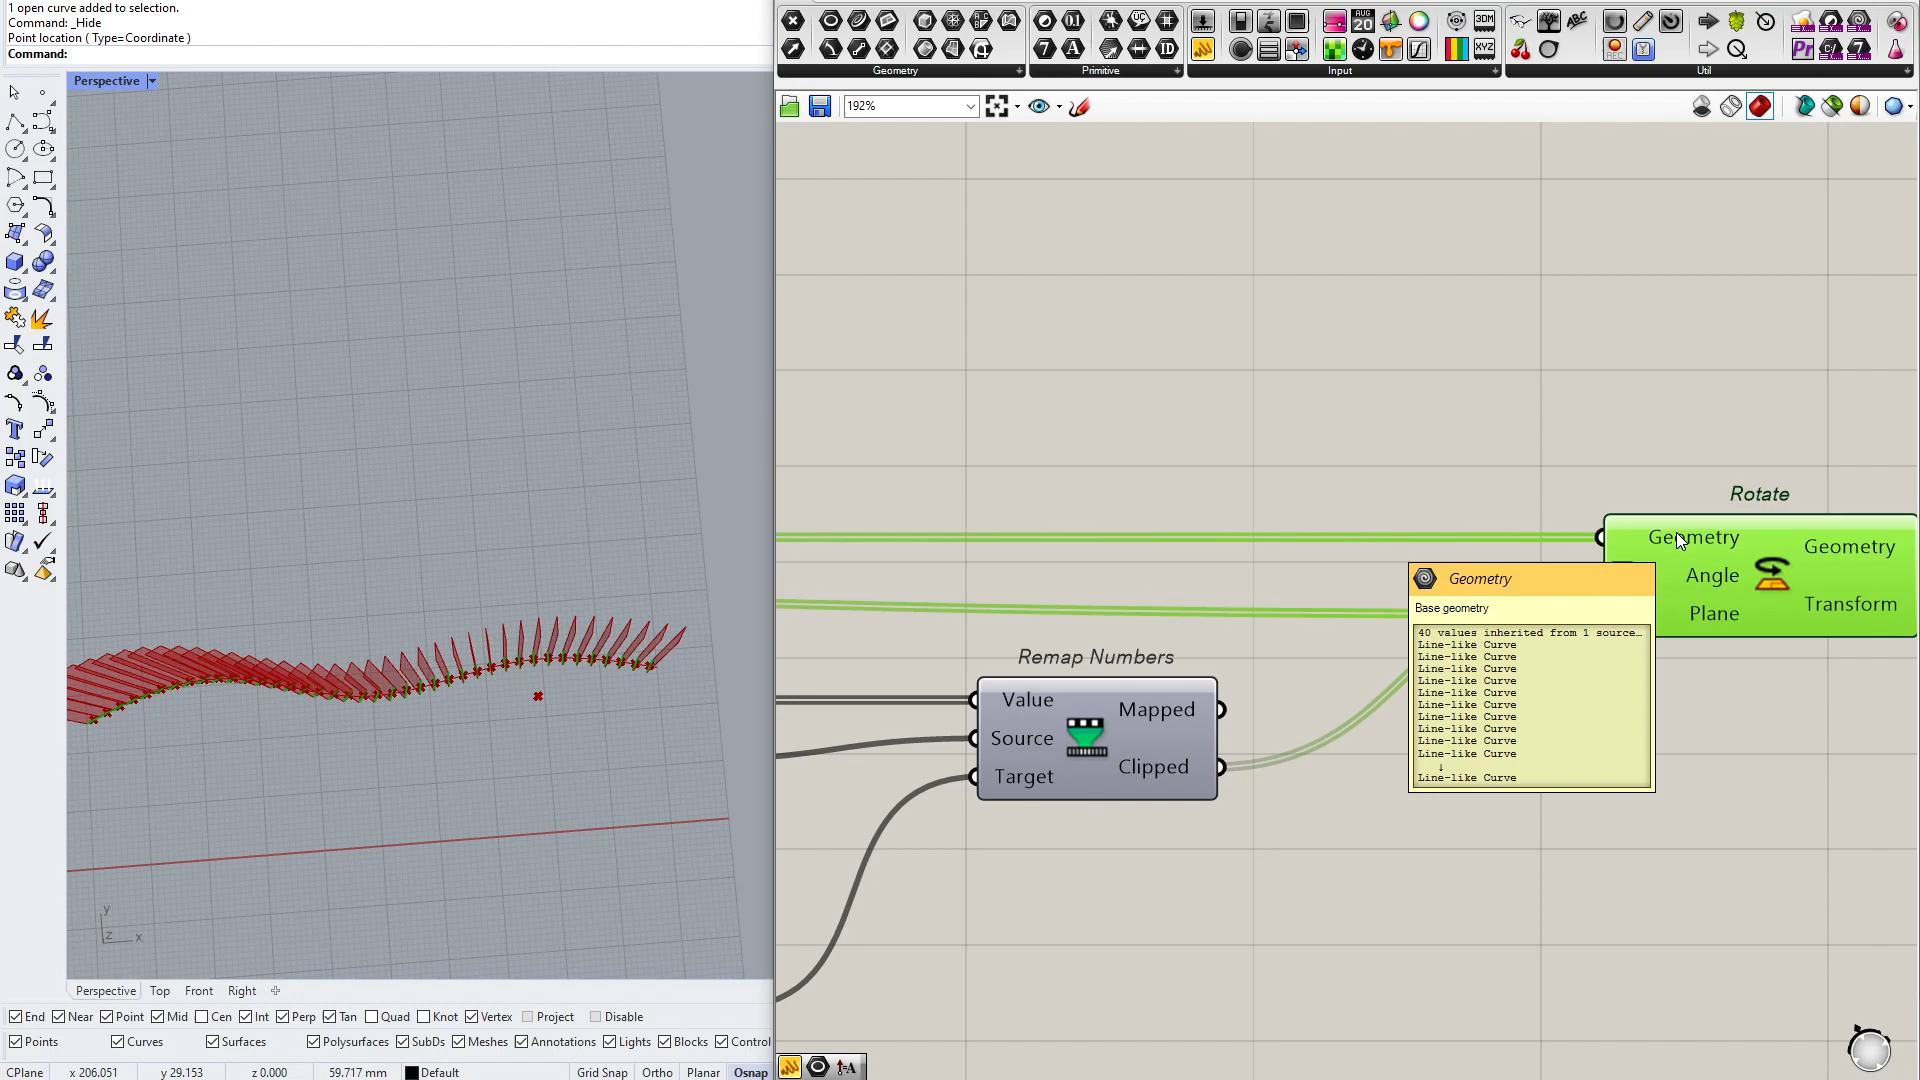 1 open curve added to selection.
Command: _Hide
Point location ( Type=Coordinate )
Command:
Perspective
Geometry
Primitive
Input
Util
192%
Rotate
Geometry
Angle
Plane
Geometry
Transform
Geometry
Base geometry
40 values inherited from 1 source...
Line-like Curve
Line-like Curve
Line-like Curve
Line-like Curve
Line-like Curve
Line-like Curve
Line-like Curve
Line-like Curve
Line-like Curve
Line-like Curve
↓
Line-like Curve
Remap Numbers
Value
Source
Target
Mapped
Clipped
y
z
x
Perspective
Top
Front
Right
End Near Point Mid Cen Int Perp Tan Quad Knot Vertex Project Disable
Points Curves Surfaces Polysurfaces SubDs Meshes Annotations Lights Blocks Control
CPlane x 206.051 y 29.153 z 0.000 59.717 mm Default Grid Snap Ortho Planar Osnap